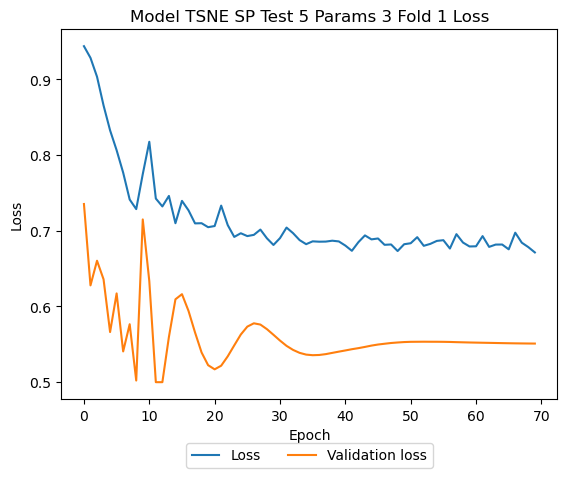 Model TSNE SP Test 5 Params 3 Fold 1 Loss
Loss
0.9
0.8
0.7
0.6
0.5
0 10 20 30 40 50 60 70
Epoch
Loss Validation loss